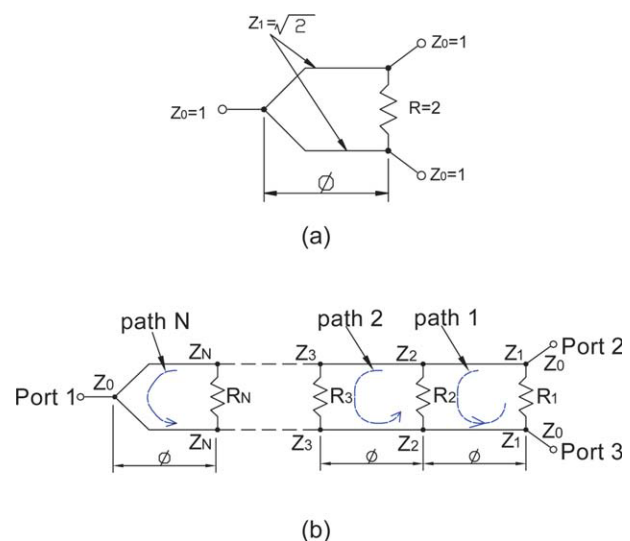 Z1=√2
Z0=1
Z0=1
R=2
Z0=1
Ø
(a)
path N
path 2
path 1
Z0
ZN
Z3
Z2
Z1
Port 2
Z0
Port 1
RN
R3
R2
R1
ZN
Z3
Z2
Z1
Z0
Port 3
ø
ø
ø
(b)